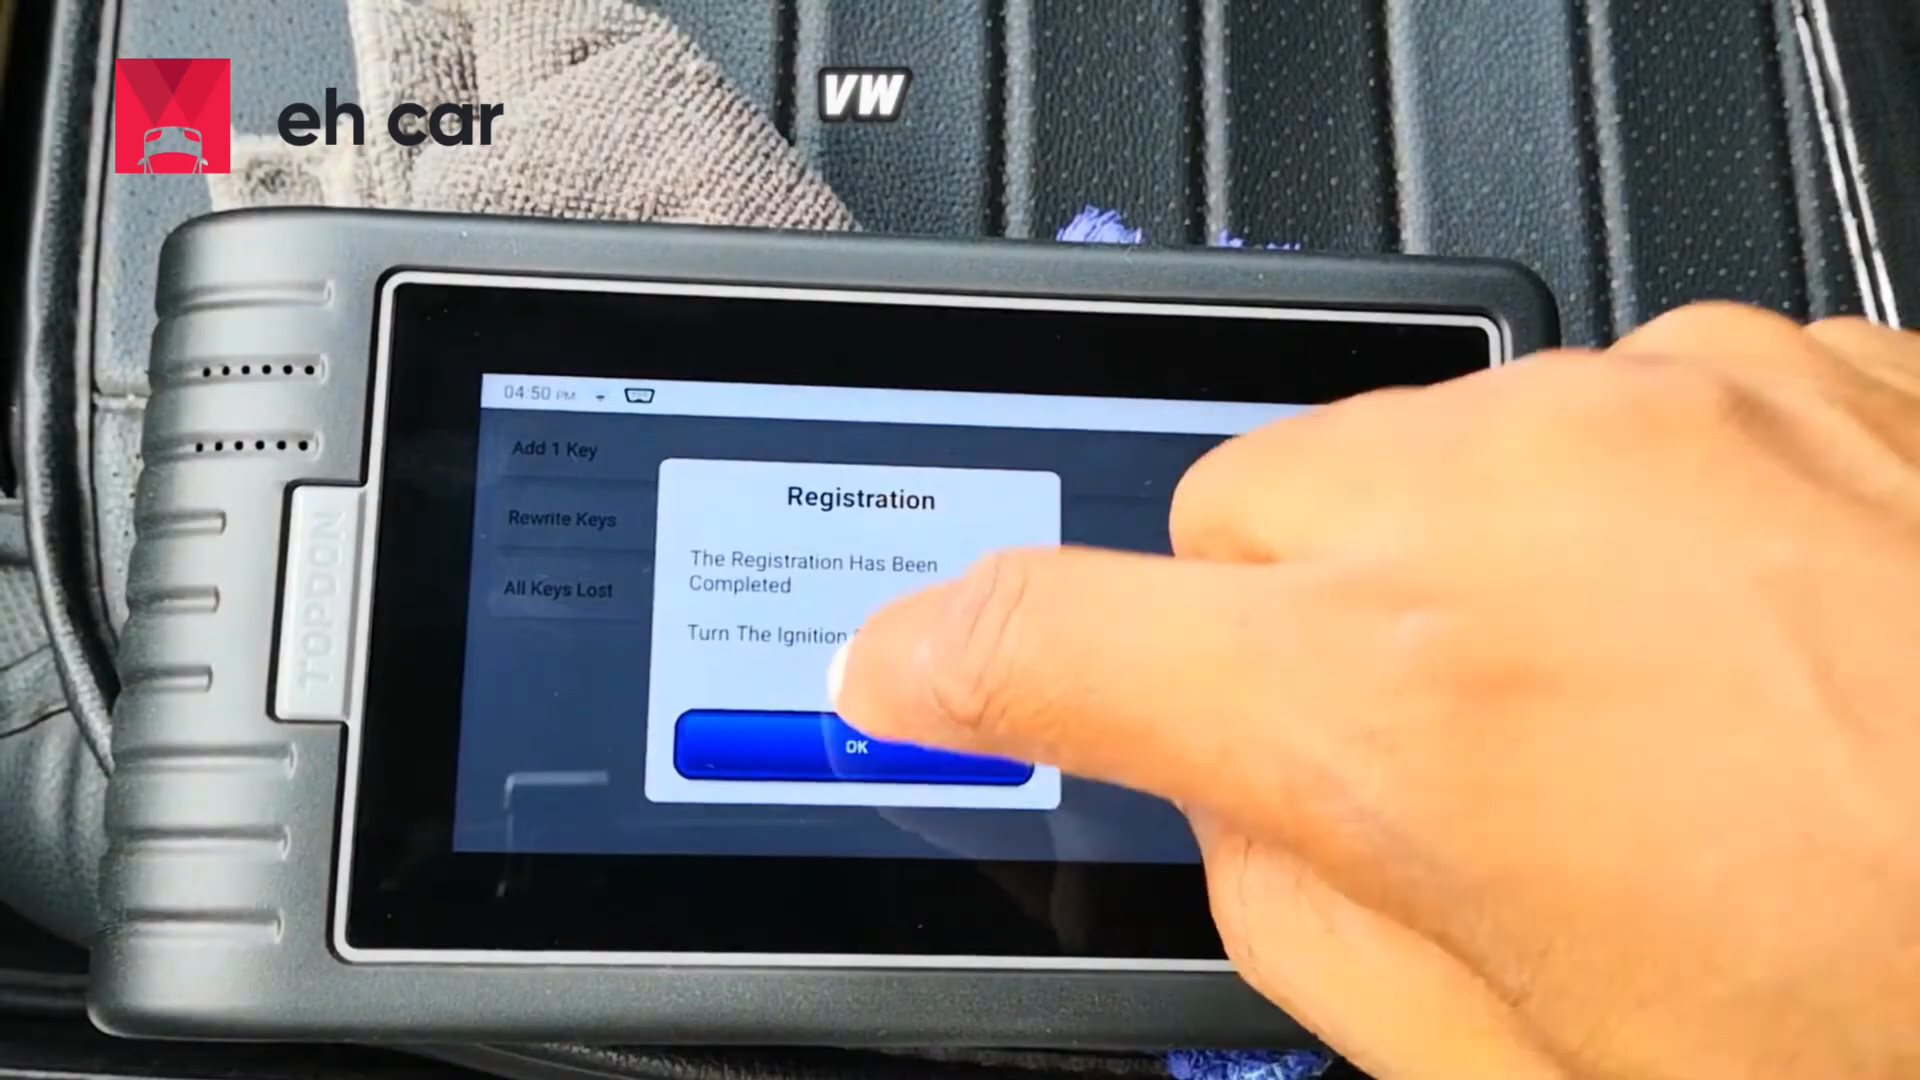 eh car
VW
TOPDON
04:50 PM
Add 1 Key
Rewrite Keys
All Keys Lost
Registration
The Registration Has Been
Completed
Turn The Ignition
OK